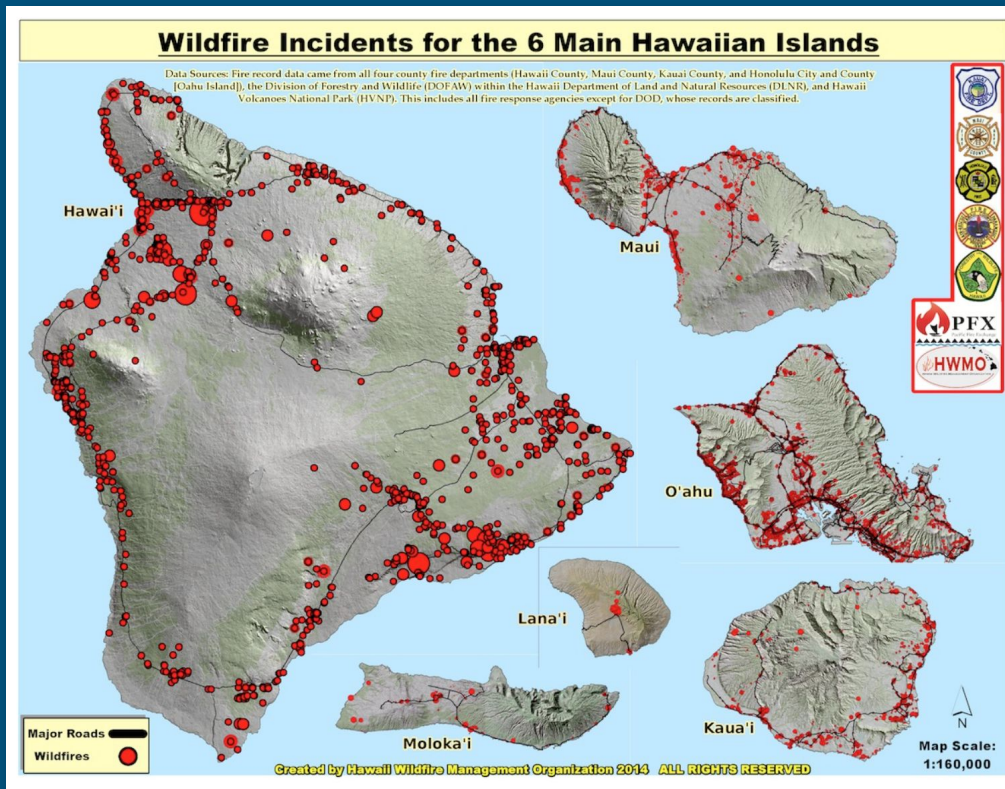 Wildfire Incidents for the 6 Main Hawaiian Islands
Data Sources: Fire record data came from all four county fire departments (Hawaii County, Maui County, Kauai County, and Honolulu City and County
[Oahu Island]), the Division of Forestry and Wildlife (DOFAW) within the Hawaii Department of Land and Natural Resources (DLNR), and Hawaii
Volcanoes National Park (HVNP). This includes all fire response agencies except for DOD, whose records are classified.
Hawai'i
Maui
PFX
Pacific Fire Exchange
HWMO
O'ahu
Lana'i
Moloka'i
Kaua'i
N
Major Roads
Wildfires
Map Scale:
1:160,000
Created by Hawaii Wildfire Management Organization 2014 ALL RIGHTS RESERVED